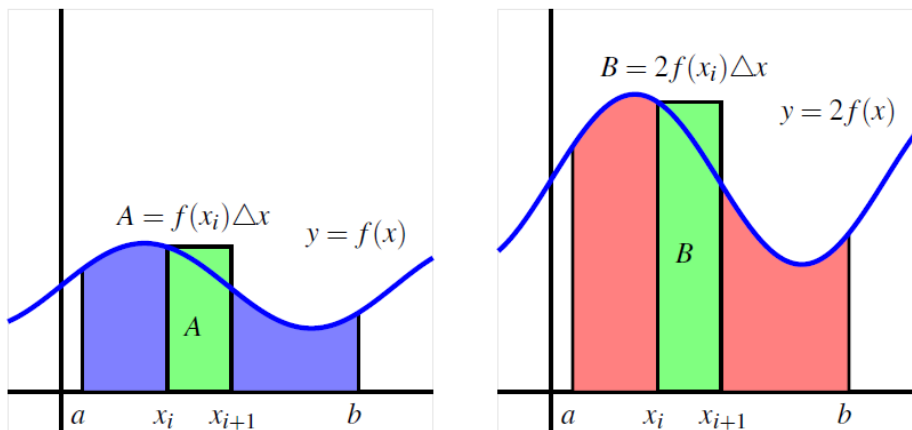 A = f(x_i)△x
y = f(x)
A
a x_i x_{i+1} b
B = 2f(x_i)△x
y = 2f(x)
B
a x_i x_{i+1} b